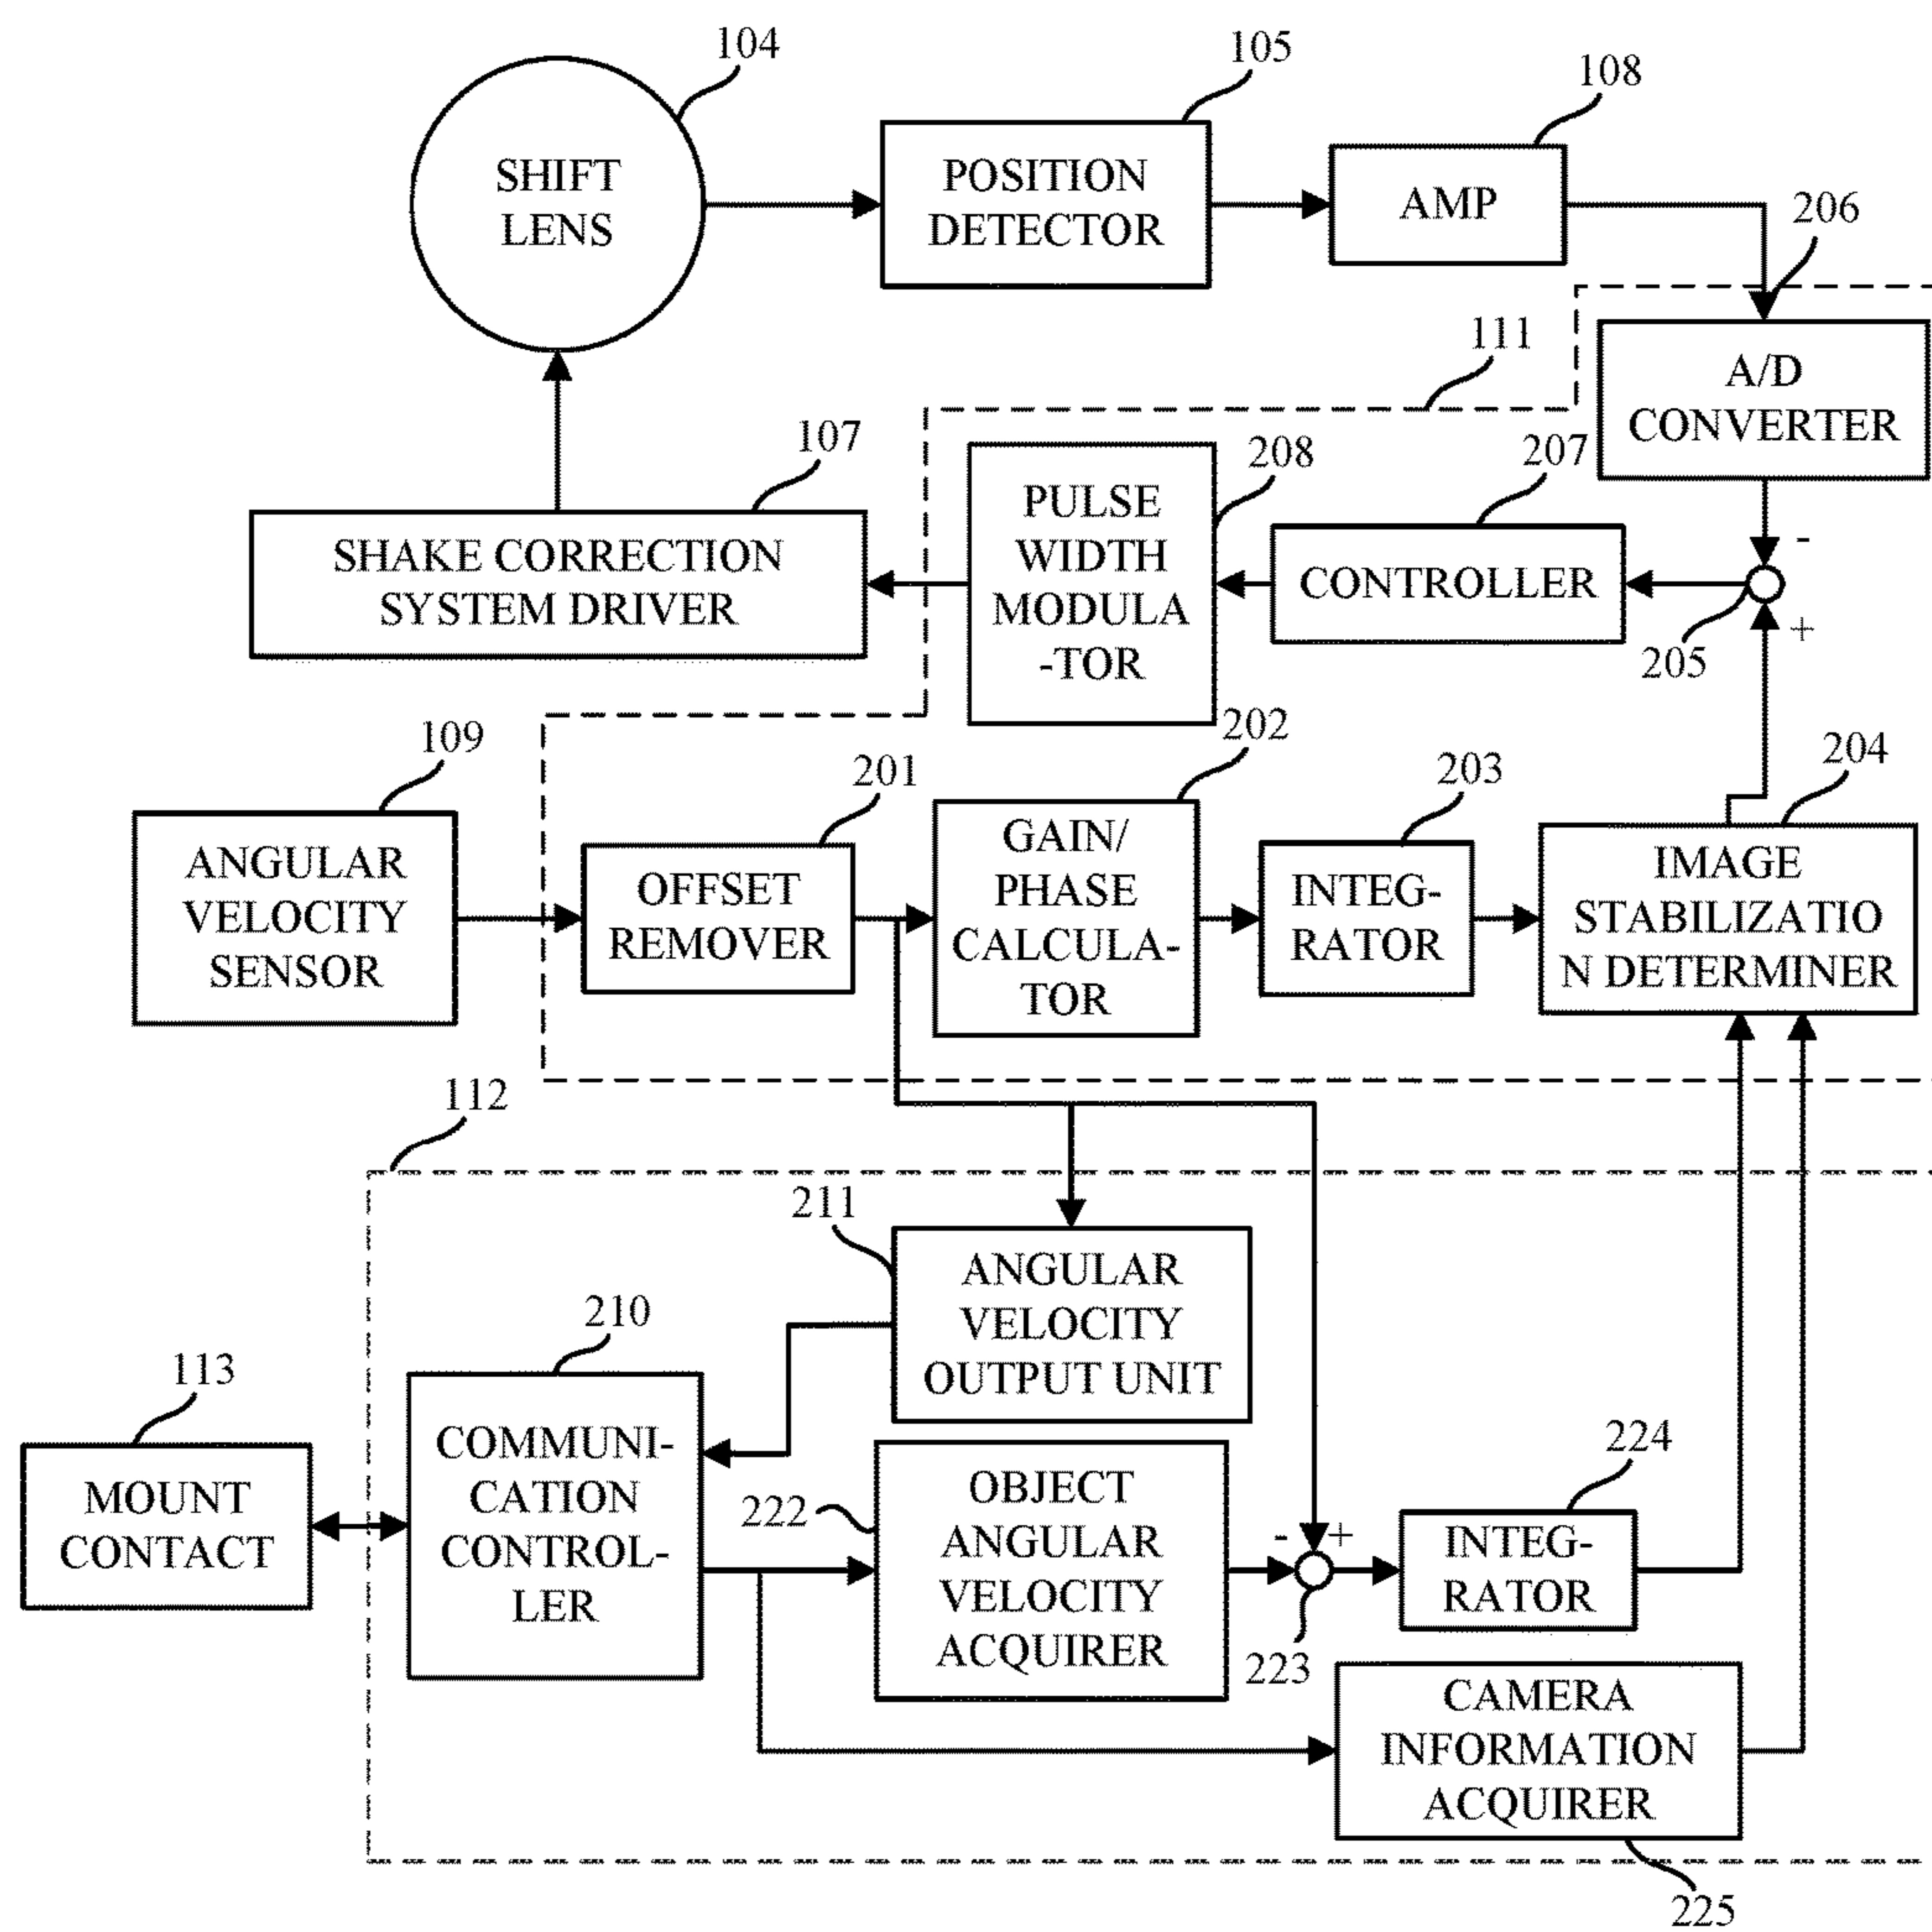 104
105
108
SHIFT
LENS
POSITION
DETECTOR
AMP
206
111
A/D
CONVERTER
107
208
207
PULSE
WIDTH
MODULA
-TOR
SHAKE CORRECTION
SYSTEM DRIVER
CONTROLLER
-
+
205
109
201
202
203
204
ANGULAR
VELOCITY
SENSOR
OFFSET
REMOVER
GAIN/
PHASE
CALCULA-
TOR
INTEG-
RATOR
IMAGE
STABILIZATIO
N DETERMINER
112
211
ANGULAR
VELOCITY
OUTPUT UNIT
210
113
MOUNT
CONTACT
COMMUNI-
CATION
CONTROL-
LER
222
OBJECT
ANGULAR
VELOCITY
ACQUIRER
- +
223
224
INTEG-
RATOR
CAMERA
INFORMATION
ACQUIRER
225